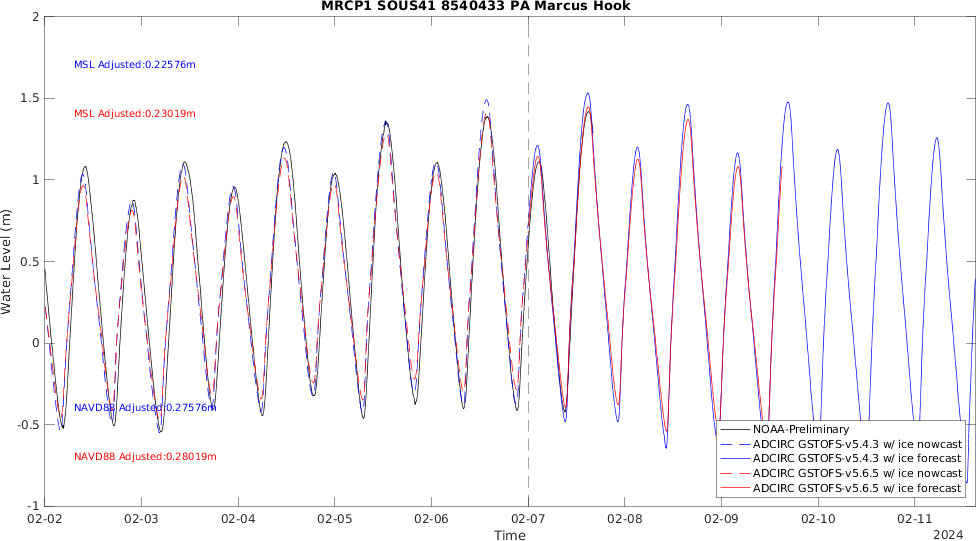 MRCP1 SOUS41 8540433 PA Marcus Hook
2
1.5
1
0.5
0
-0.5
-1
Water Level (m)
MSL Adjusted:0.22576m
MSL Adjusted:0.23019m
NAVD88 Adjusted:0.27576m
NAVD88 Adjusted:0.28019m
NOAA-Preliminary
ADCIRC GSTOFS-v5.4.3 w/ ice nowcast
ADCIRC GSTOFS-v5.4.3 w/ ice forecast
ADCIRC GSTOFS-v5.6.5 w/ ice nowcast
ADCIRC GSTOFS-v5.6.5 w/ ice forecast
02-02 02-03 02-04 02-05 02-06 02-07 02-08 02-09 02-10 02-11
Time
2024